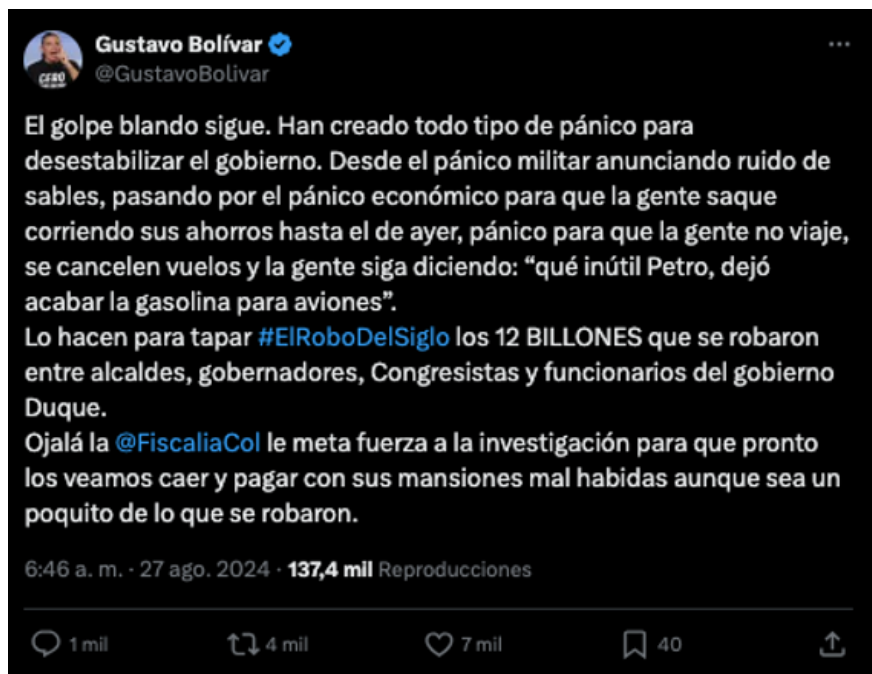 Gustavo Bolívar
@GustavoBolivar
El golpe blando sigue. Han creado todo tipo de pánico para
desestabilizar el gobierno. Desde el pánico militar anunciando ruido de
sables, pasando por el pánico económico para que la gente saque
corriendo sus ahorros hasta el de ayer, pánico para que la gente no viaje,
se cancelen vuelos y la gente siga diciendo: “qué inútil Petro, dejó
acabar la gasolina para aviones”.
Lo hacen para tapar #ElRoboDelSiglo los 12 BILLONES que se robaron
entre alcaldes, gobernadores, Congresistas y funcionarios del gobierno
Duque.
Ojalá la @FiscaliaCol le meta fuerza a la investigación para que pronto
los veamos caer y pagar con sus mansiones mal habidas aunque sea un
poquito de lo que se robaron.
6:46 a. m. · 27 ago. 2024 · 137,4 mil Reproducciones
1 mil 4 mil 7 mil 40